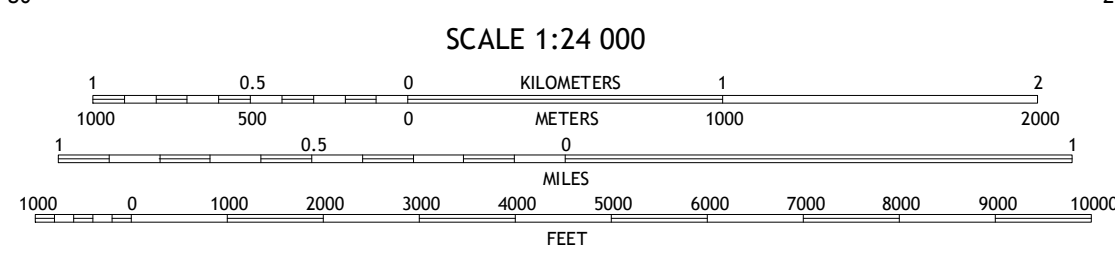 SCALE 1:24 000
1 0.5 0 KILOMETERS 1 2
1000 500 0 METERS 1000 2000
1 0.5 0 1
MILES
1000 0 1000 2000 3000 4000 5000 6000 7000 8000 9000 10000
FEET